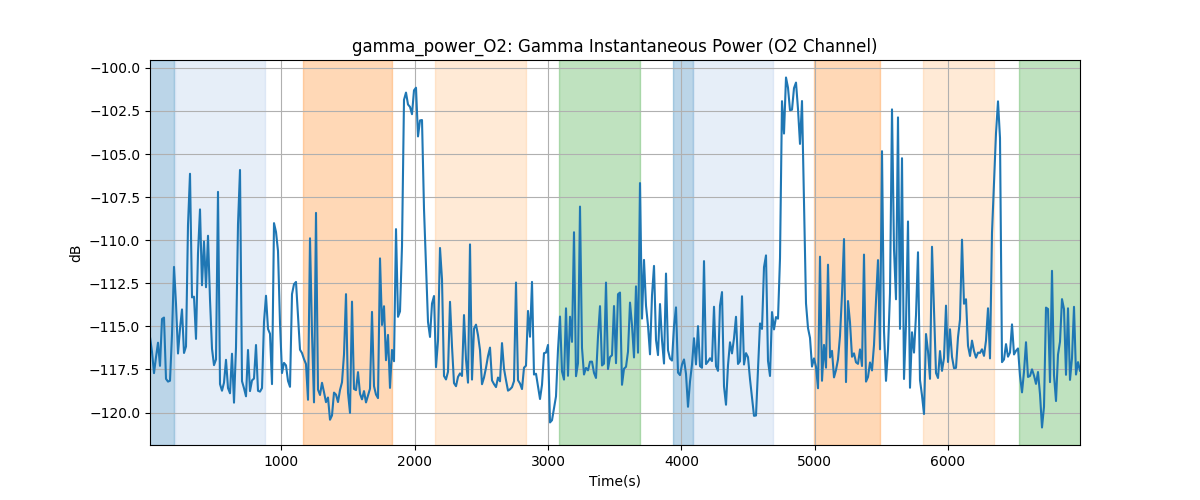 gamma_power_O2: Gamma Instantaneous Power (O2 Channel)
−100.0
−102.5
−105.0
−107.5
−110.0
−112.5
−115.0
−117.5
−120.0
dB
1000 2000 3000 4000 5000 6000
Time(s)